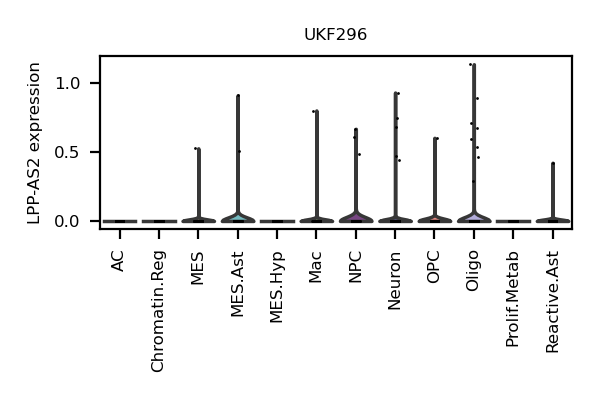 UKF296
LPP-AS2 expression
1.0
0.5
0.0
AC
Chromatin.Reg
MES
MES.Ast
MES.Hyp
Mac
NPC
Neuron
OPC
Oligo
Prolif.Metab
Reactive.Ast